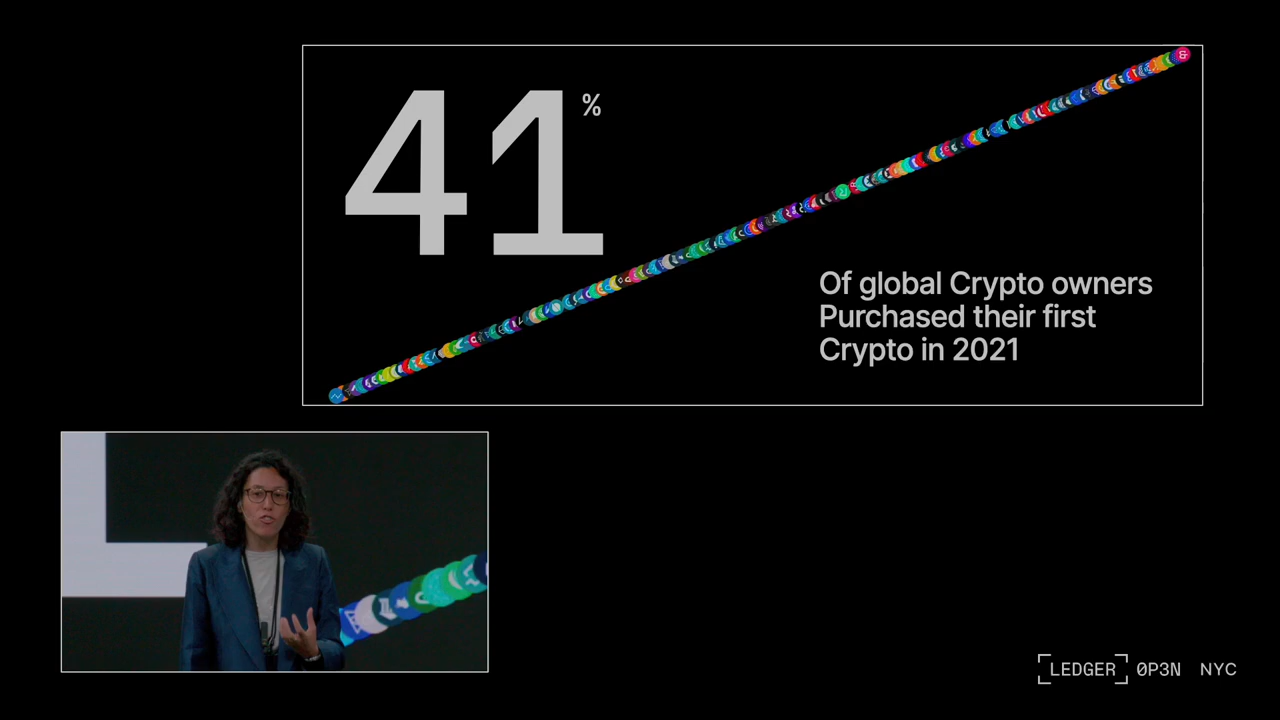 41%
Of global Crypto owners
Purchased their first
Crypto in 2021
[LEDGER] 0P3N NYC